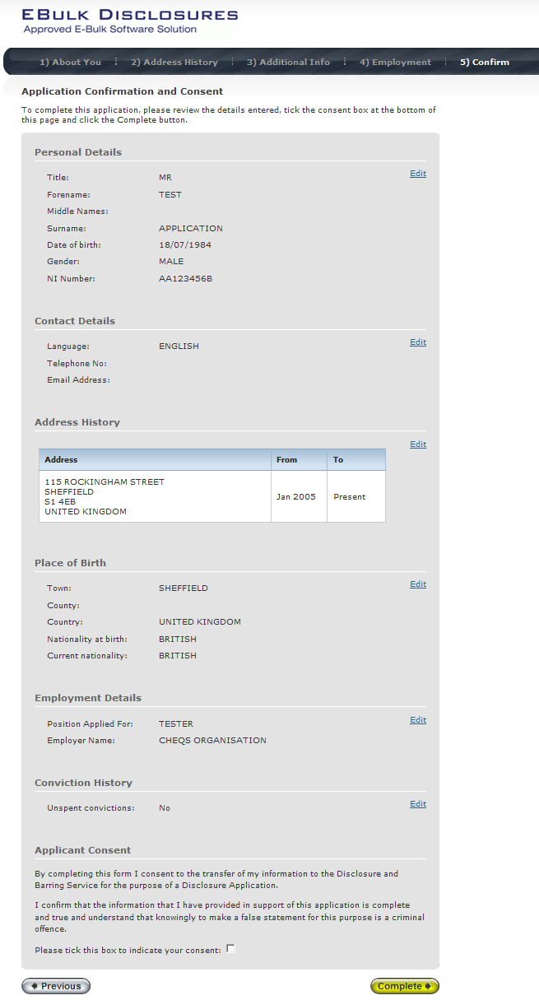 EBULK DISCLOSURES
Approved E-Bulk Software Solution
1) About You : 2) Address History : 3) Additional Info : 4) Employment : 5) Confirm
Application Confirmation and Consent
To complete this application, please review the details entered, tick the consent box at the bottom of
this page and click the Complete button.
Personal Details
Edit
Title: MR
Forename: TEST
Middle Names:
Surname: APPLICATION
Date of birth: 18/07/1984
Gender: MALE
NI Number: AA123456B
Contact Details
Edit
Language: ENGLISH
Telephone No:
Email Address:
Address History
Edit
Address From To
115 ROCKINGHAM STREET
SHEFFIELD
S1 4EB
UNITED KINGDOM
Jan 2005 Present
Place of Birth
Edit
Town: SHEFFIELD
County:
Country: UNITED KINGDOM
Nationality at birth: BRITISH
Current nationality: BRITISH
Employment Details
Edit
Position Applied For: TESTER
Employer Name: CHEQS ORGANISATION
Conviction History
Edit
Unspent convictions: No
Applicant Consent
By completing this form I consent to the transfer of my information to the Disclosure and
Barring Service for the purpose of a Disclosure Application.
I confirm that the information that I have provided in support of this application is complete
and true and understand that knowingly to make a false statement for this purpose is a criminal
offence.
Please tick this box to indicate your consent:
Previous Complete